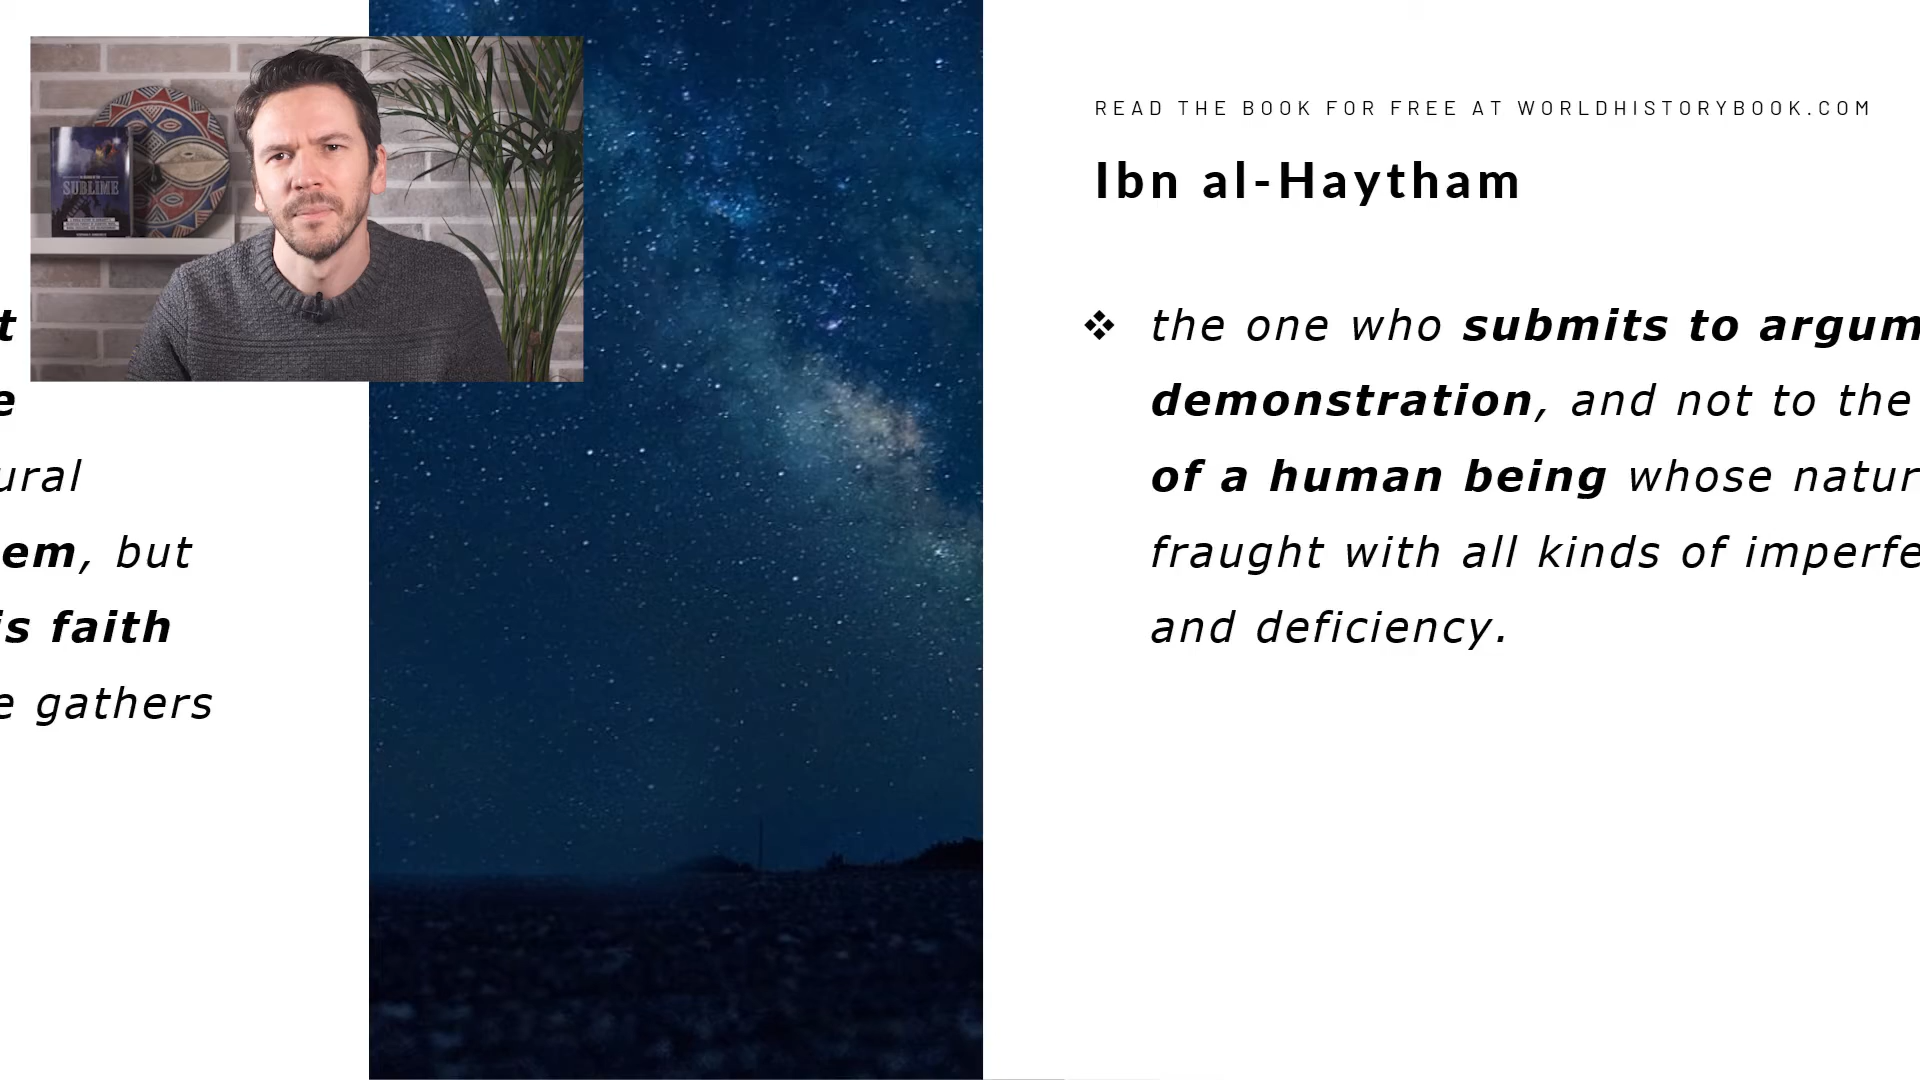 t
e
ural
em, but
is faith
e gathers
SUBLIME
READ THE BOOK FOR FREE AT WORLDHISTORYBOOK.COM
Ibn al-Haytham
❖ the one who submits to argum
demonstration, and not to the
of a human being whose natur
fraught with all kinds of imperfe
and deficiency.